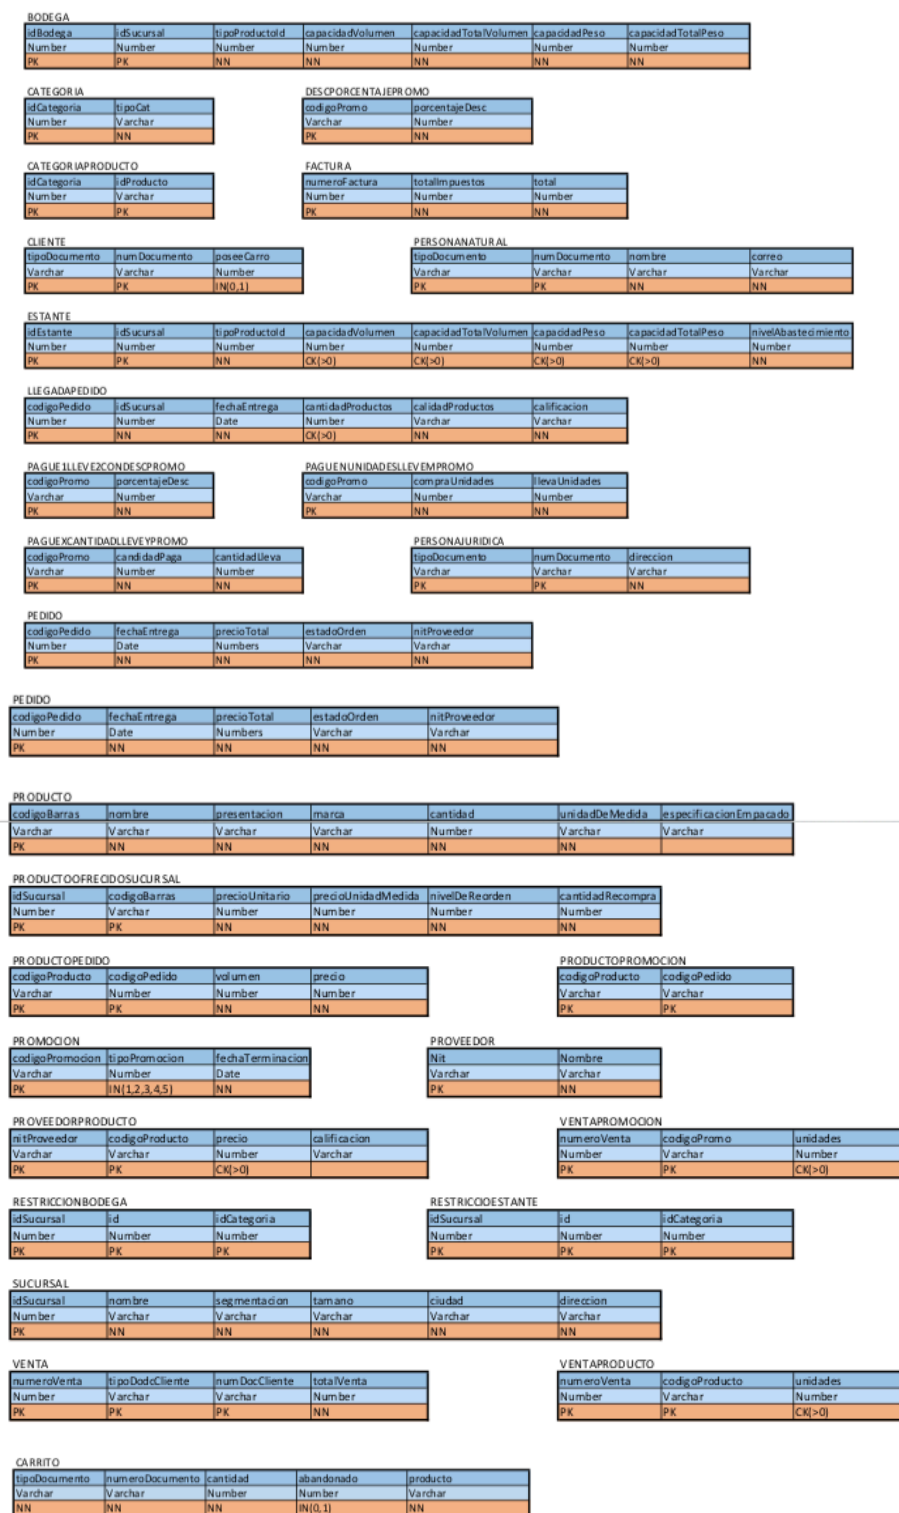 BODEGA
idBodega idSucursal tipoProductoId capacidadVolumen capacidadTotalVolumen capacidadPeso capacidadTotalPeso
Number Number Number Number Number Number Number
PK PK NN NN NN NN NN
CATEGORIA DESCPORCENTAJEPROMO
idCategoria tipoCat codigoPromo porcentajeDesc
Number Varchar Varchar Number
PK NN PK NN
CATEGORIAPRODUCTO FACTURA
idCategoria idProducto numeroFactura totalImpuestos total
Number Varchar Number Number Number
PK PK PK NN NN
CLIENTE PERSONANATURAL
tipoDocumento numDocumento poseeCarro tipoDocumento numDocumento nombre correo
Varchar Varchar Number Varchar Varchar Varchar Varchar
PK PK IN(0,1) PK PK NN NN
ESTANTE
idEstante idSucursal tipoProductoId capacidadVolumen capacidadTotalVolumen capacidadPeso capacidadTotalPeso nivelAbastecimiento
Number Number Number Number Number Number Number Number
PK PK NN CK(>0) CK(>0) CK(>0) CK(>0) NN
LLEGADAPEDIDO
codigoPedido idSucursal fechaEntrega cantidadProductos calidadProductos calificacion
Number Number Date Number Varchar Varchar
PK NN NN CK(>0) NN NN
PAGUE1LLEVE2CONDESCPROMO PAGUENUNIDADESLLEVEMPROMO
codigoPromo porcentajeDesc codigoPromo compraUnidades llevaUnidades
Varchar Number Varchar Number Number
PK NN PK NN NN
PAGUEXCANTIDADLLEVEYPROMO PERSONAJURIDICA
codigoPromo candidadPaga cantidadLleva tipoDocumento numDocumento direccion
Varchar Number Number Varchar Varchar Varchar
PK NN NN PK PK NN
PEDIDO
codigoPedido fechaEntrega precioTotal estadoOrden nitProveedor
Number Date Numbers Varchar Varchar
PK NN NN NN NN
PEDIDO
codigoPedido fechaEntrega precioTotal estadoOrden nitProveedor
Number Date Numbers Varchar Varchar
PK NN NN NN NN
PRODUCTO
codigoBarras nombre presentacion marca cantidad unidadDeMedida especificacionEmpacado
Varchar Varchar Varchar Varchar Number Varchar Varchar
PK NN NN NN NN NN
PRODUCTOOFRECIDOSUCURSAL
idSucursal codigoBarras precioUnitario precioUnidadMedida nivelDeReorden cantidadRecompra
Number Varchar Number Number Number Number
PK PK NN NN NN NN
PRODUCTOPEDIDO PRODUCTOPROMOCION
codigoProducto codigoPedido volumen precio codigoProducto codigoPedido
Varchar Number Number Number Varchar Varchar
PK PK NN NN PK PK
PROMOCION PROVEEDOR
codigoPromocion tipoPromocion fechaTerminacion Nit Nombre
Varchar Number Date Varchar Varchar
PK IN(1,2,3,4,5) NN PK NN
PROVEEDORPRODUCTO VENTAPROMOCION
nitProveedor codigoProducto precio calificacion numeroVenta codigoPromo unidades
Varchar Varchar Number Varchar Number Varchar Number
PK PK CK(>0) PK PK CK(>0)
RESTRICCIONBODEGA RESTRICCIOESTANTE
idSucursal id idCategoria idSucursal id idCategoria
Number Number Number Number Number Number
PK PK PK PK PK PK
SUCURSAL
idSucursal nombre segmentacion tamano ciudad direccion
Number Varchar Varchar Varchar Varchar Varchar
PK NN NN NN NN NN
VENTA VENTAPRODUCTO
numeroVenta tipoDodcCliente numDocCliente totalVenta numeroVenta codigoProducto unidades
Number Varchar Varchar Number Number Varchar Number
PK PK PK NN PK PK CK(>0)
CARRITO
tipoDocumento numeroDocumento cantidad abandonado producto
Varchar Varchar Number Number Varchar
NN NN NN IN(0,1) NN